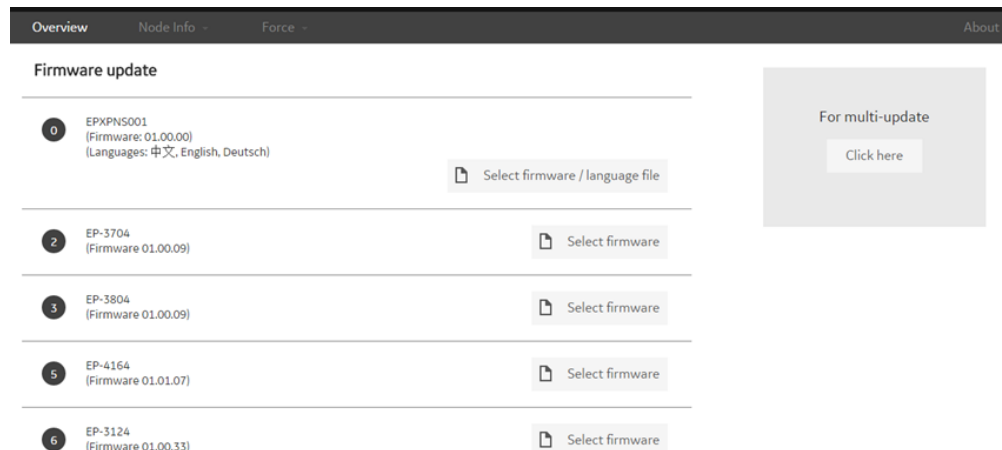 Overview Node Info Force About
Firmware update
0
EPXPNS001
(Firmware: 01.00.00)
(Languages: 中文, English, Deutsch)
Select firmware / language file
For multi-update
Click here
2
EP-3704
(Firmware 01.00.09)
Select firmware
3
EP-3804
(Firmware 01.00.09)
Select firmware
5
EP-4164
(Firmware 01.01.07)
Select firmware
6
EP-3124
(Firmware 01.00.33)
Select firmware